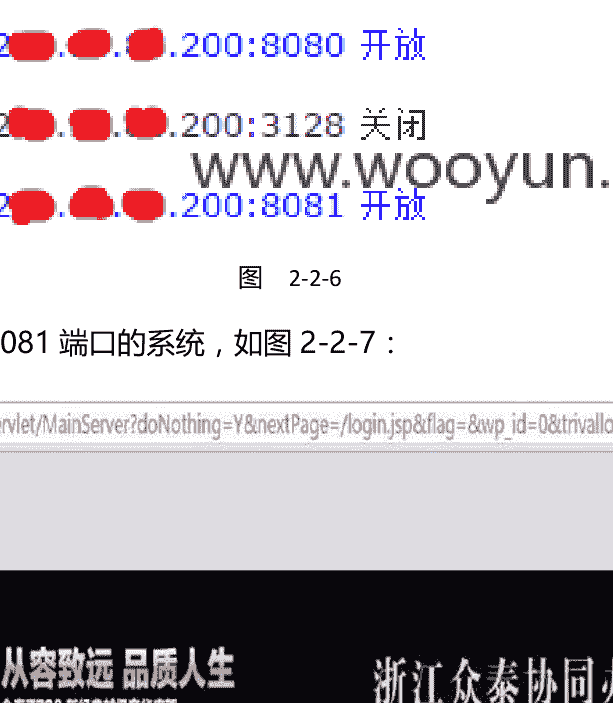 .200:8080 开放
.200:3128 关闭
www.wooyun.
.200:8081 开放
图 2-2-6
081 端口的系统，如图 2-2-7：
rvlet/MainServer?doNothing=Y&nextPage=/login.jsp&flag=&wp_id=0&trivallo
从容致远 品质人生
浙江众泰协同办